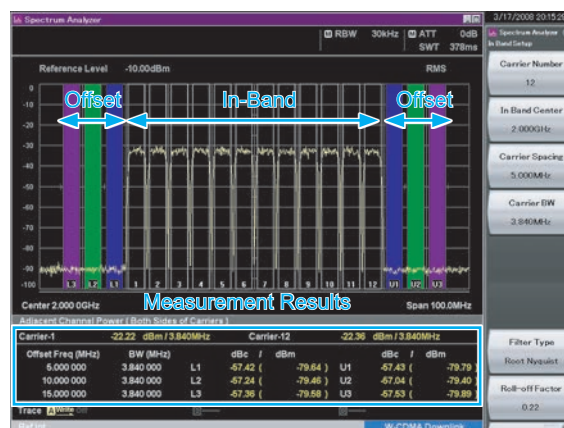 Spectrum Analyzer
3/17/2008 20:15:29
RBW 30kHz ATT 0dB
SWT 378ms
Spectrum Analyzer
In Band Setup
Reference Level -10.00dBm RMS
Carrier Number
12
0
-10
Offset In-Band Offset
-20
In Band Center
2.000GHz
-30
-40
Carrier Spacing
5.000MHz
-50
-60
Carrier BW
3.840MHz
-70
-80
-90
-100
L3 L2 L1 1 2 3 4 5 6 7 8 9 10 11 12 U1 U2 U3
Center 2.000 0GHz Span 100.0MHz
Measurement Results
Adjacent Channel Power ( Both Sides of Carriers )
Carrier-1 -22.22 dBm / 3.840MHz Carrier-12 -22.36 dBm / 3.840MHz
Offset Freq (MHz) BW (MHz) dBc / dBm dBc / dBm
5.000 000 3.840 000 L1 -57.42 ( -79.64 ) U1 -57.43 ( -79.79 )
10.000 000 3.840 000 L2 -57.24 ( -79.46 ) U2 -57.04 ( -79.40 )
15.000 000 3.840 000 L3 -57.36 ( -79.58 ) U3 -57.53 ( -79.89 )
Filter Type
Root Nyquist
Roll-off Factor
0.22
Trace A Write Off
Ref.Int W-CDMA Downlink